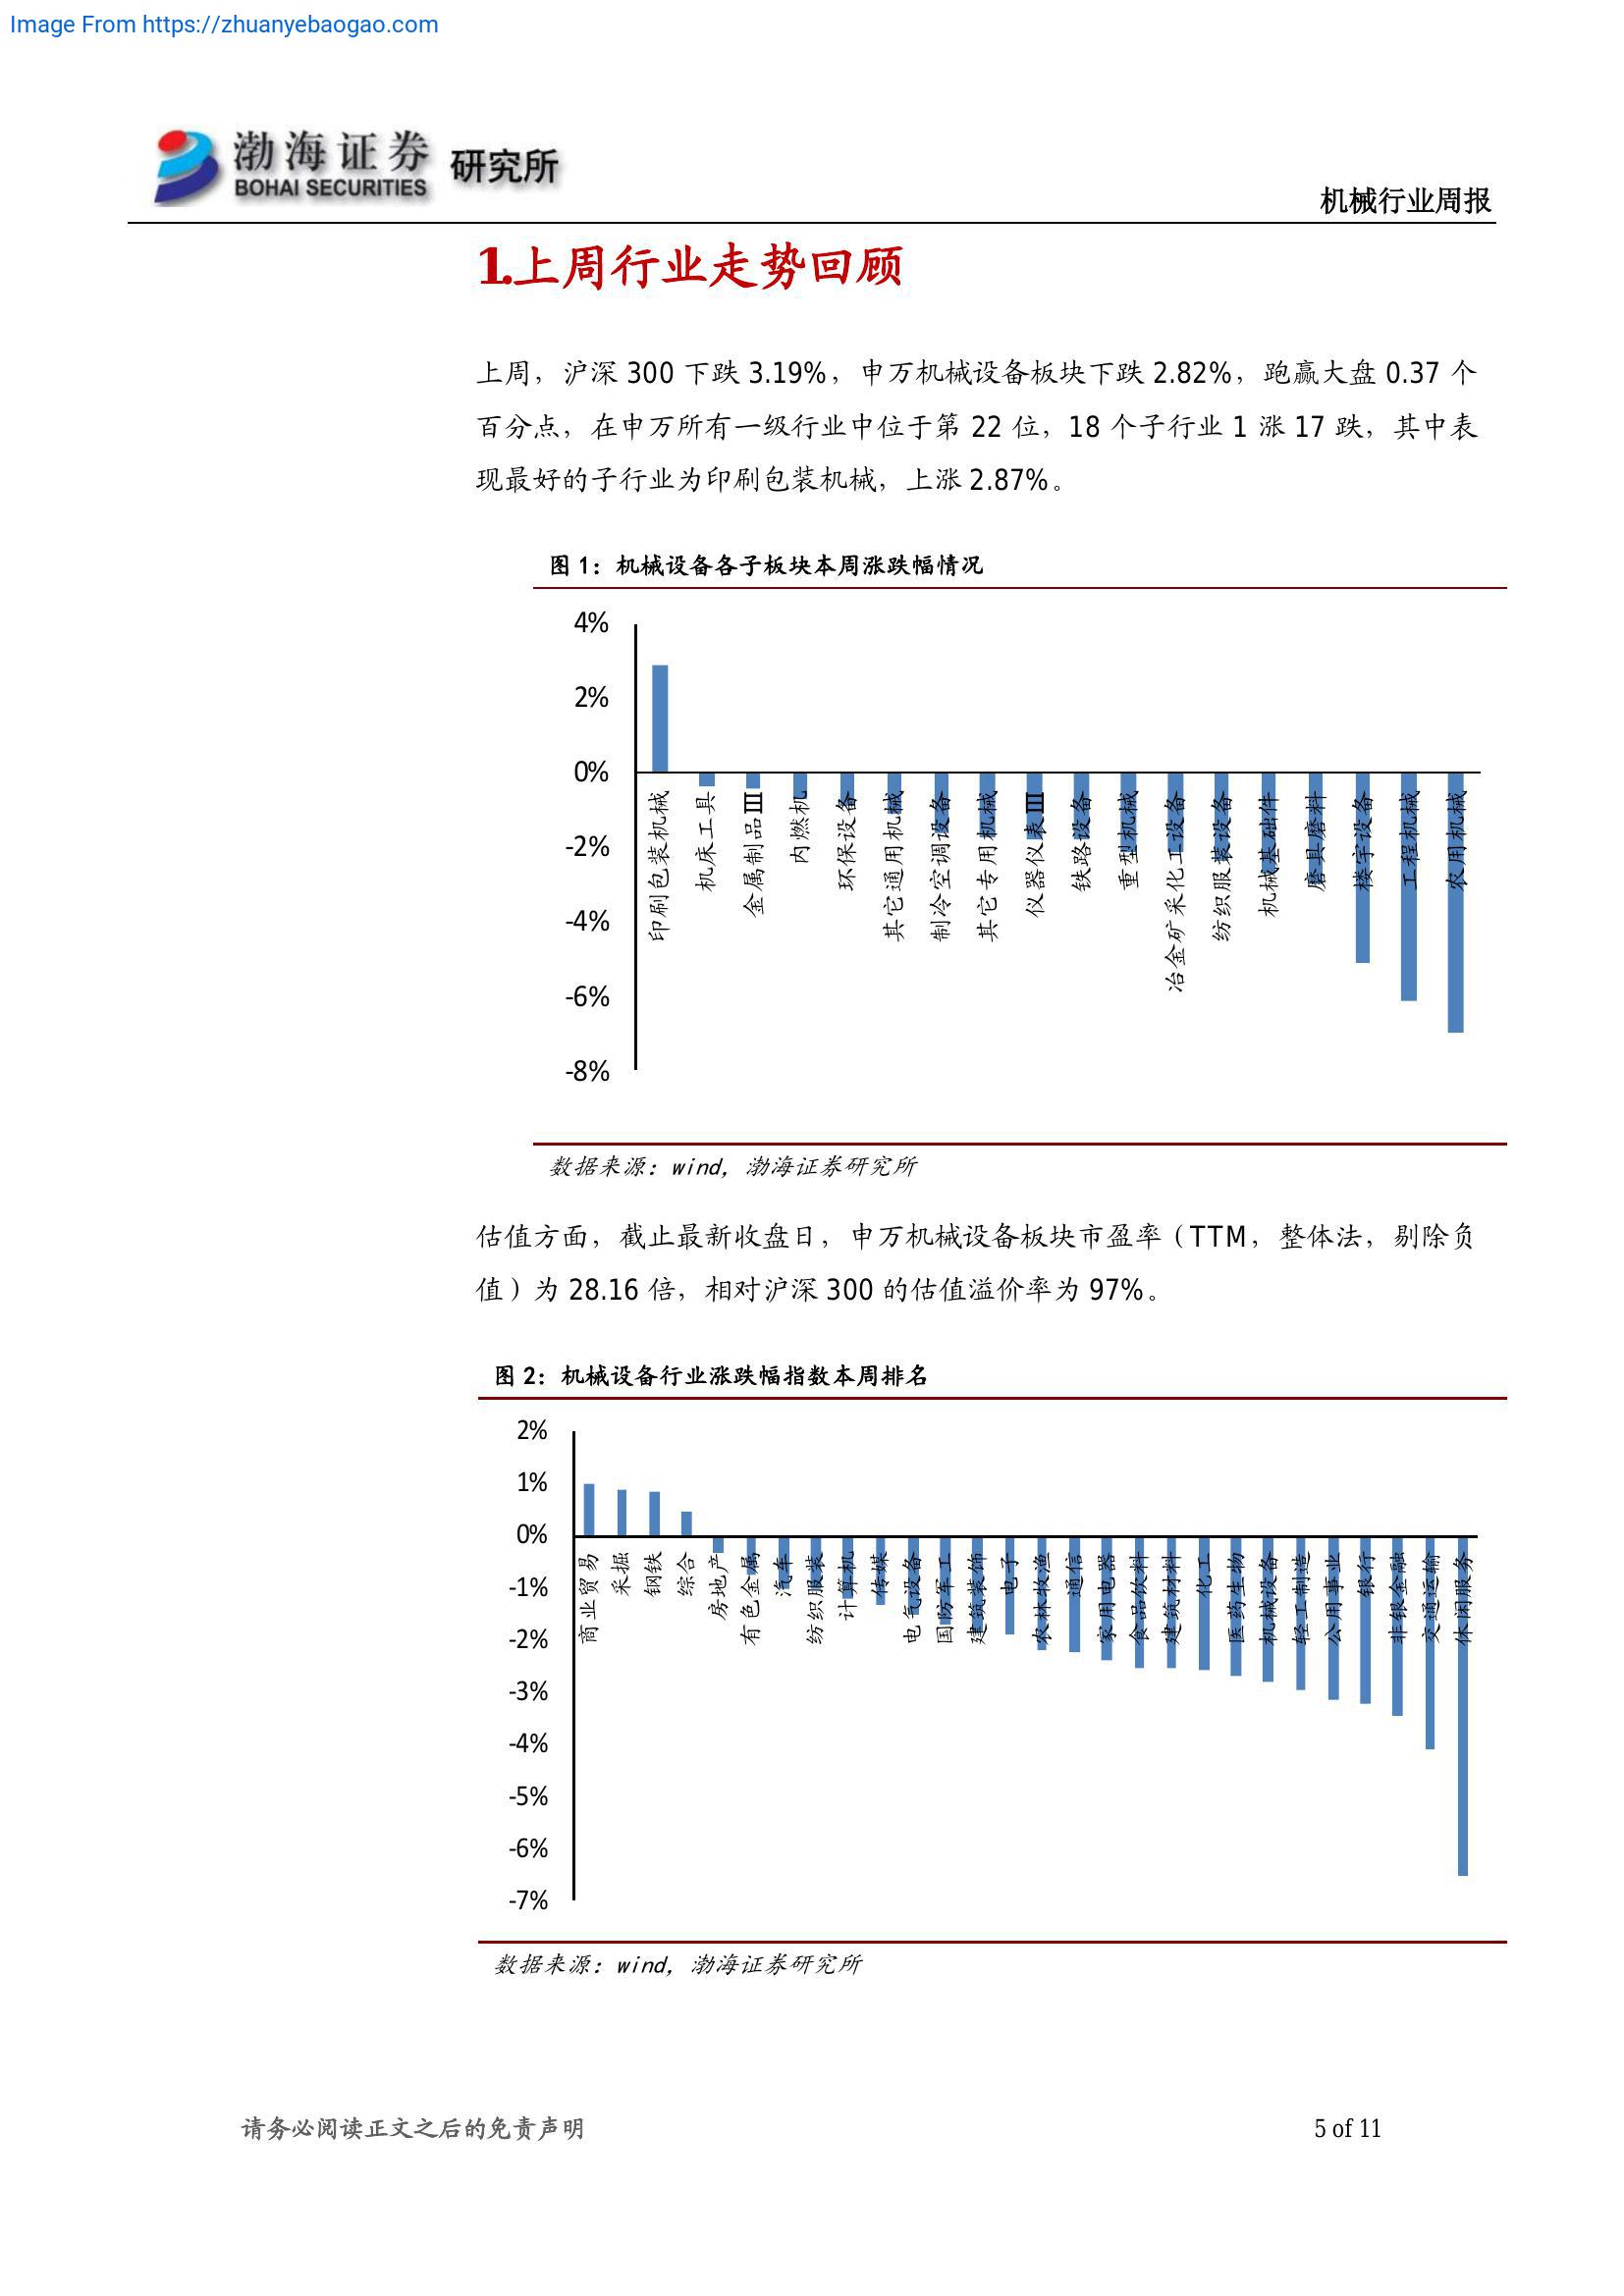 Image From https://zhuanyebaogao.com
渤海证券 研究所
BOHAI SECURITIES
机械行业周报
1.上周行业走势回顾
上周，沪深 300 下跌 3.19%，申万机械设备板块下跌 2.82%，跑赢大盘 0.37 个
百分点，在申万所有一级行业中位于第 22 位，18 个子行业 1 涨 17 跌，其中表
现最好的子行业为印刷包装机械，上涨 2.87%。
图 1：机械设备各子板块本周涨跌幅情况
4%
2%
0%
-2%
-4%
-6%
-8%
印刷包装机械
机床工具
金属制品Ⅲ
内燃机
环保设备
其它通用机械
制冷空调设备
其它专用机械
仪器仪表Ⅲ
铁路设备
重型机械
冶金矿采化工设备
纺织服装设备
机械基础件
磨具磨料
楼宇设备
工程机械
农用机械
数据来源：wind，渤海证券研究所
估值方面，截止最新收盘日，申万机械设备板块市盈率（TTM，整体法，剔除负
值）为 28.16 倍，相对沪深 300 的估值溢价率为 97%。
图 2：机械设备行业涨跌幅指数本周排名
2%
1%
0%
-1%
-2%
-3%
-4%
-5%
-6%
-7%
商业贸易
采掘
钢铁
综合
房地产
有色金属
汽车
纺织服装
计算机
传媒
电气设备
国防军工
建筑装饰
电子
农林牧渔
通信
家用电器
食品饮料
建筑材料
化工
医药生物
机械设备
轻工制造
公用事业
银行
非银金融
交通运输
休闲服务
数据来源：wind，渤海证券研究所
请务必阅读正文之后的免责声明
5 of 11